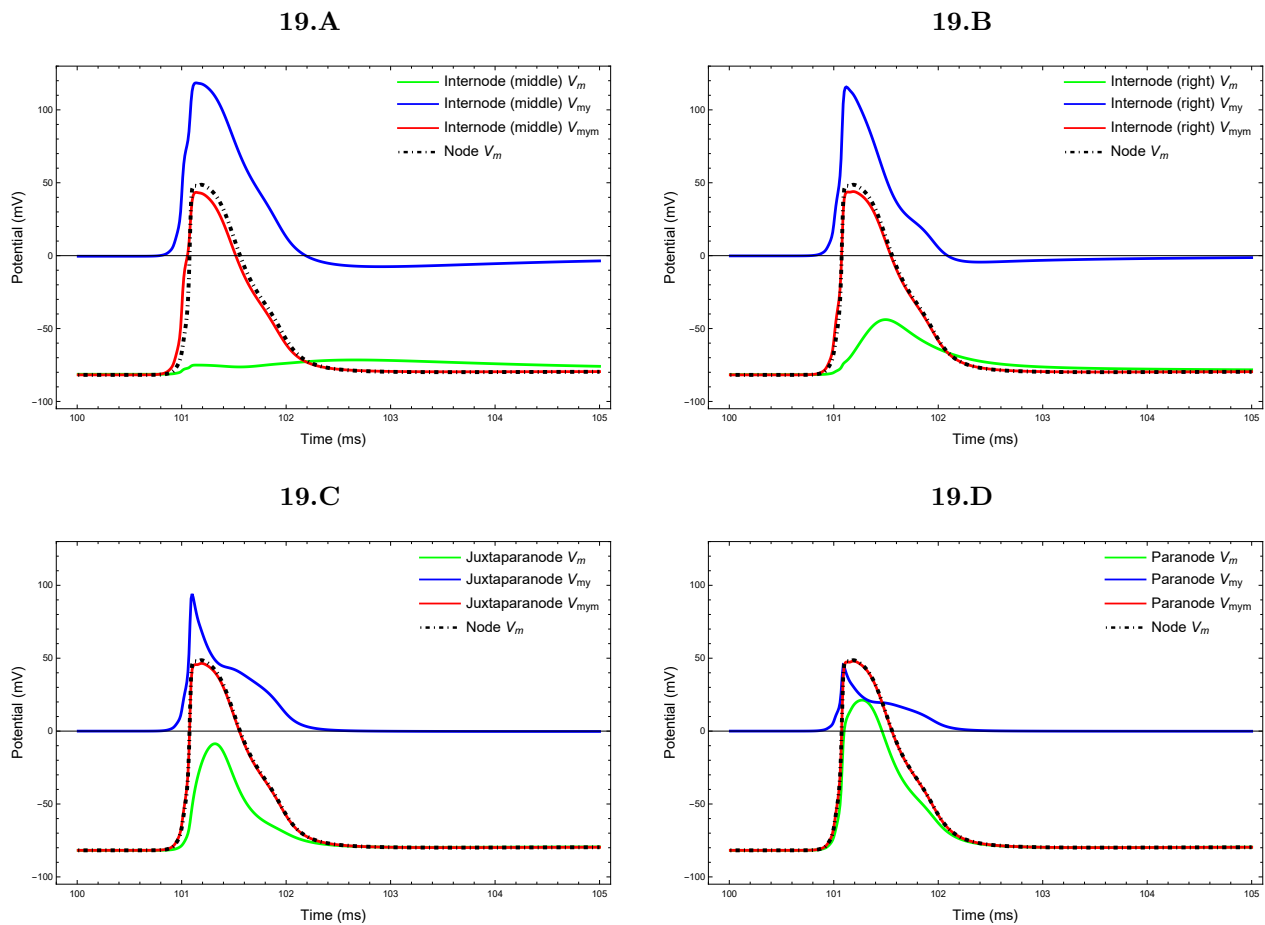 19.A
Internode (middle) Vm
Internode (middle) Vmy
Internode (middle) Vmym
Node Vm
Potential (mV)
100
50
0
−50
−100
100
101
102
103
104
105
Time (ms)
19.B
Internode (right) Vm
Internode (right) Vmy
Internode (right) Vmym
Node Vm
Potential (mV)
100
50
0
−50
−100
100
101
102
103
104
105
Time (ms)
19.C
Juxtaparanode Vm
Juxtaparanode Vmy
Juxtaparanode Vmym
Node Vm
Potential (mV)
100
50
0
−50
−100
100
101
102
103
104
105
Time (ms)
19.D
Paranode Vm
Paranode Vmy
Paranode Vmym
Node Vm
Potential (mV)
100
50
0
−50
−100
100
101
102
103
104
105
Time (ms)